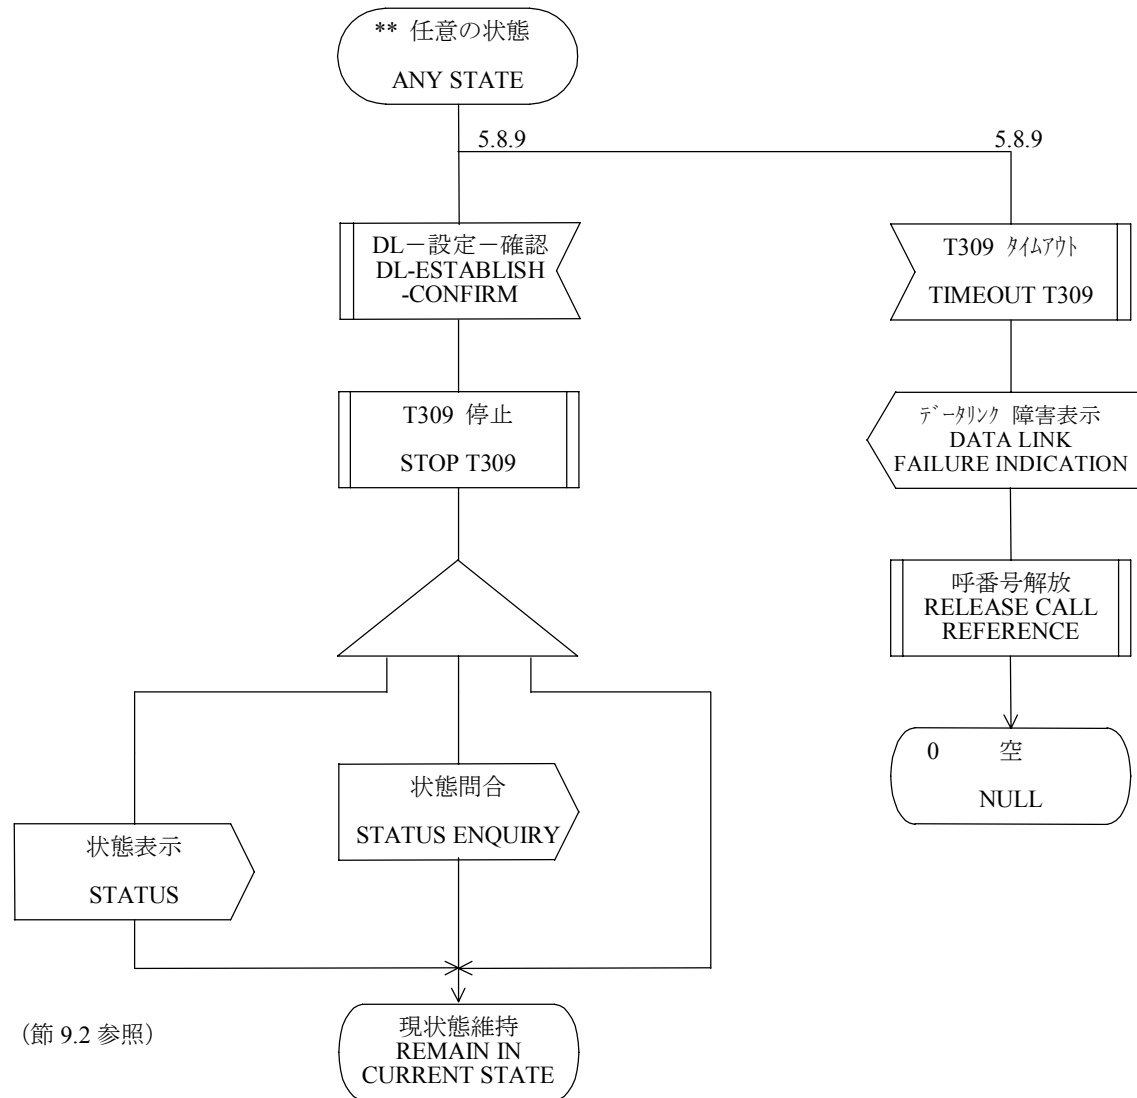 ** 任意の状態
ANY STATE
5.8.9
5.8.9
DL－設定－確認
DL-ESTABLISH
-CONFIRM
T309 ﾀｲﾑｱｳﾄ
TIMEOUT T309
T309 停止
STOP T309
ﾃﾞｰﾀﾘﾝｸ 障害表示
DATA LINK
FAILURE INDICATION
呼番号解放
RELEASE CALL
REFERENCE
0 空
NULL
状態問合
STATUS ENQUIRY
状態表示
STATUS
現状態維持
REMAIN IN
CURRENT STATE
（節 9.2 参照）